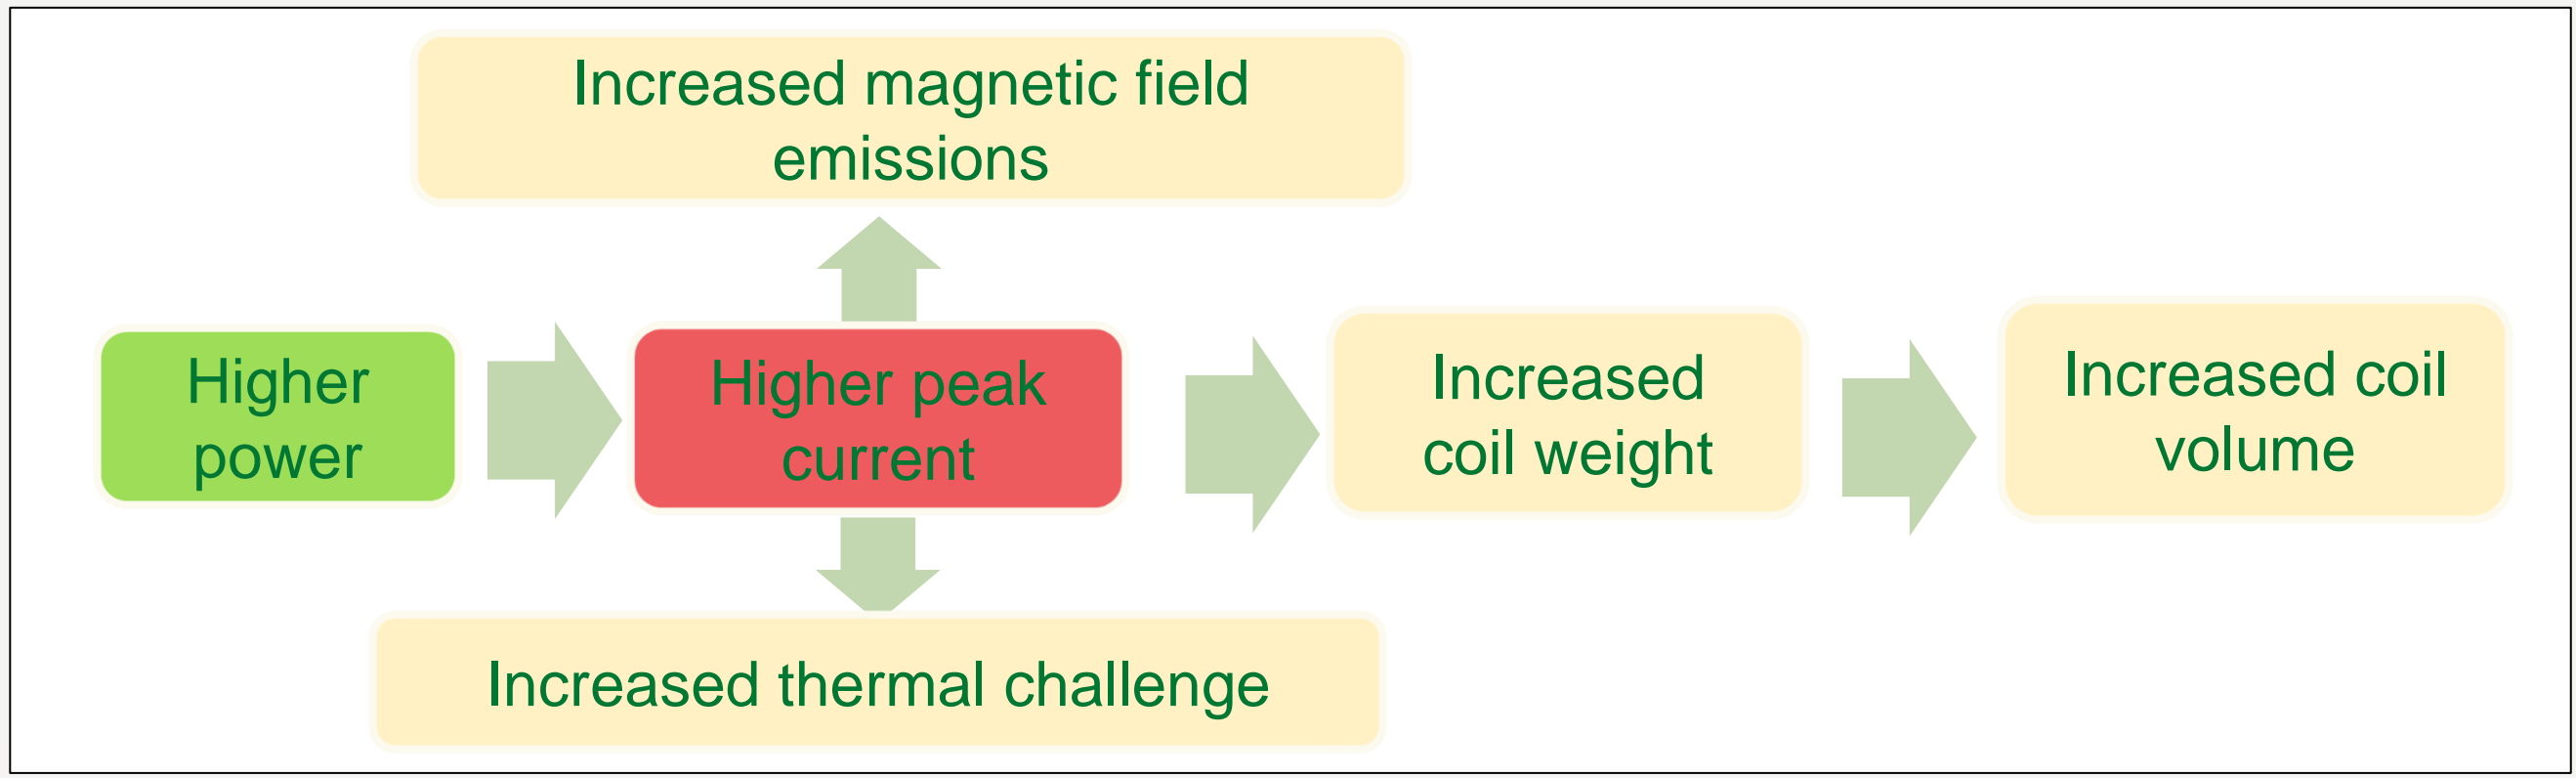 Increased magnetic field
emissions
Higher
power
Higher peak
current
Increased
coil weight
Increased coil
volume
Increased thermal challenge